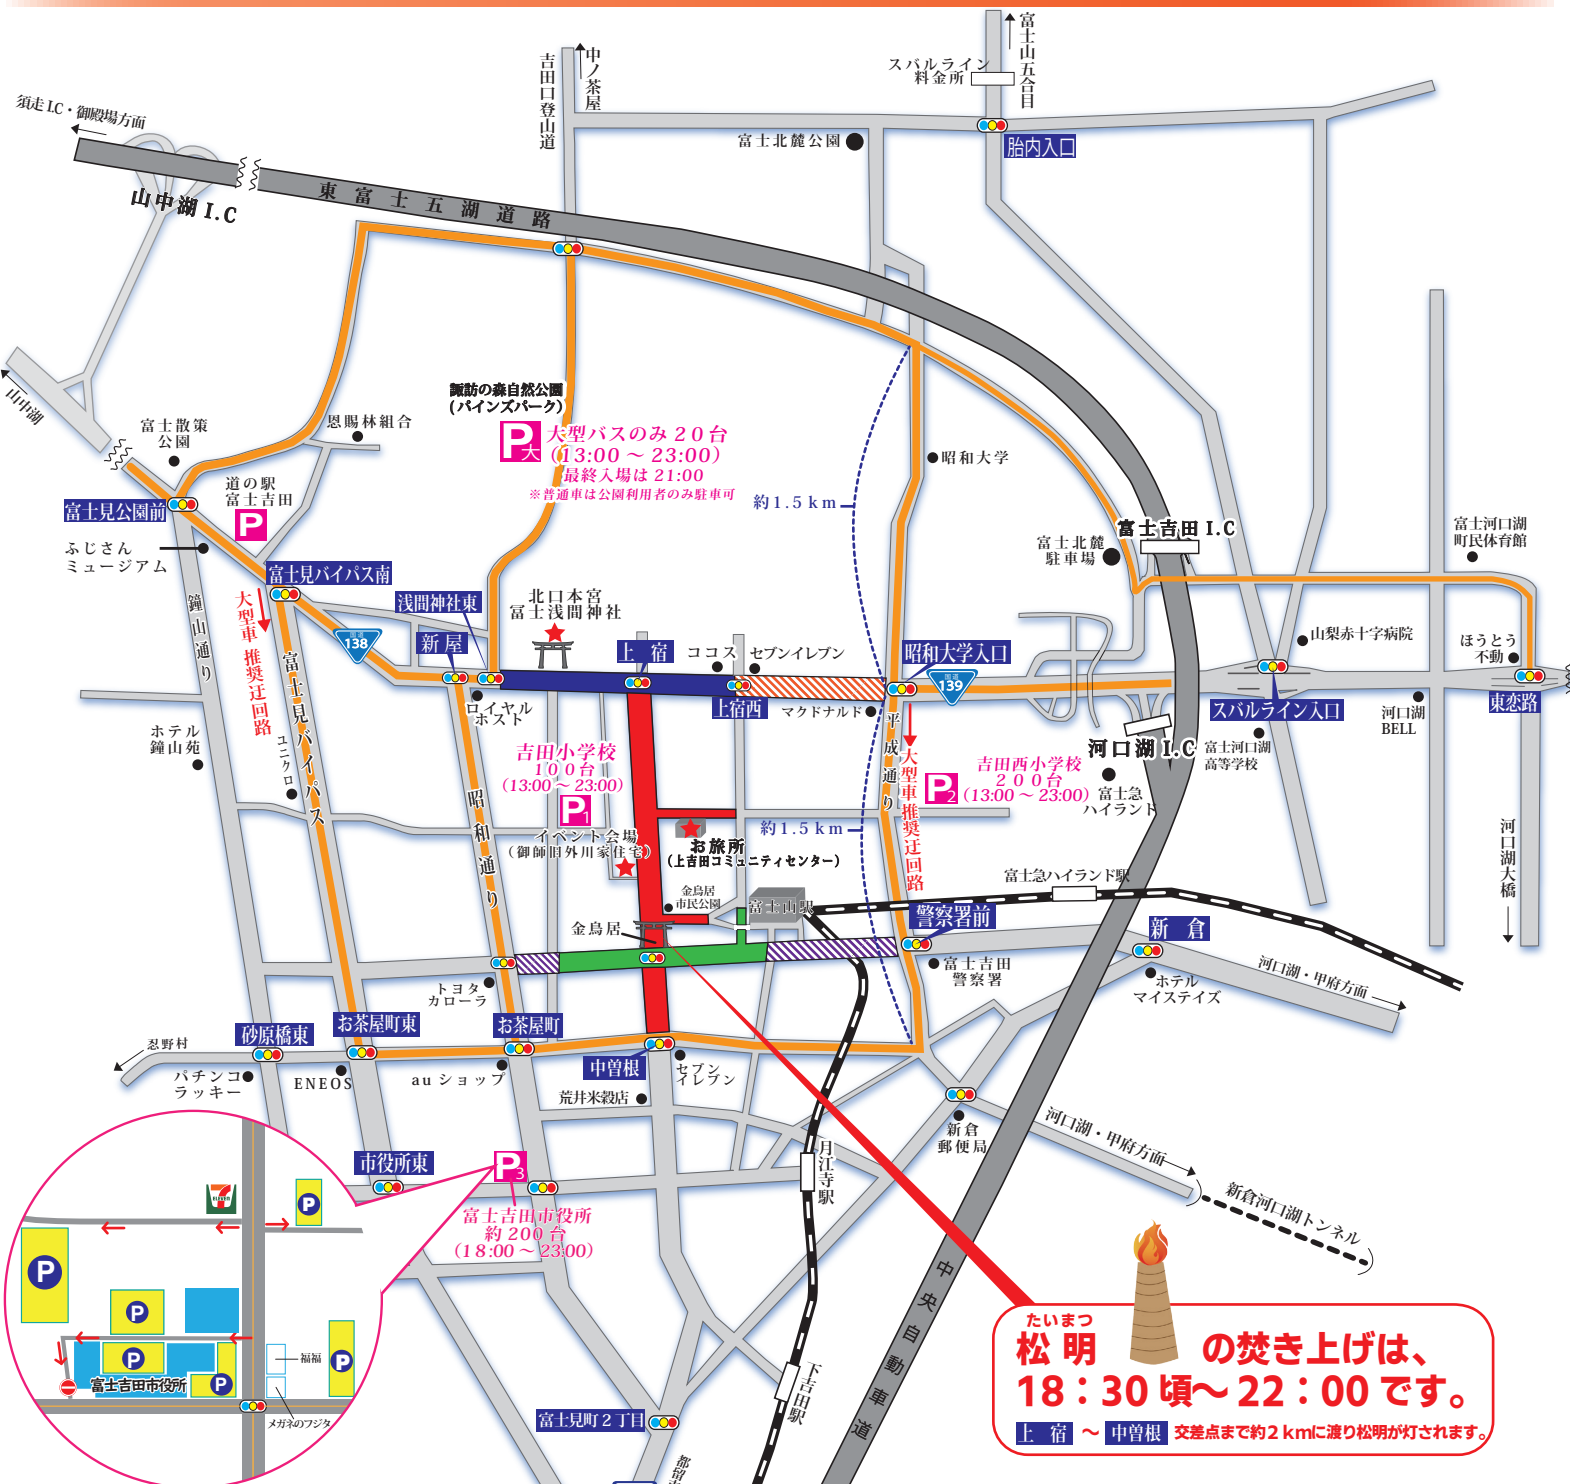 須走 I.C・御殿場方面
山中湖 I.C
東富士五湖道路
吉田口登山道
中ノ茶屋
スバルライン
料金所
富士山五合目
胎内入口
富士北麓公園
山中湖
富士散策
公園
恩賜林組合
諏訪の森自然公園
(パインズパーク)
P大
大型バスのみ 20台
(13:00 ～ 23:00)
最終入場は 21:00
※普通車は公園利用者のみ駐車可
約1.5km
昭和大学
富士見公園前
道の駅
富士吉田
P
ふじさん
ミュージアム
富士見バイパス南
鐘山通り
大型車 推奨迂回路
富士見バイパス
国道
138
浅間神社東
新屋
北口本宮
冨士浅間神社
上宿
ココス
セブンイレブン
昭和大学入口
国道
139
富士北麓
駐車場
富士吉田 I.C
富士河口湖
町民体育館
山梨赤十字病院
ほうとう
不動
東恋路
スバルライン入口
河口湖
BELL
河口湖 I.C
富士河口湖
高等学校
富士急
ハイランド
ロイヤル
ホスト
上宿西
マクドナルド
平成通り
大型車 推奨迂回路
ホテル
鐘山苑
ユニクロ
昭和通り
吉田小学校
100台
(13:00 ～ 23:00)
P1
イベント会場
(御師旧外川家住宅)
吉田西小学校
200台
(13:00 ～ 23:00)
P2
約1.5km
お旅所
(上吉田コミュニティセンター)
金鳥居
市民公園
富士山駅
富士急ハイランド駅
河口湖大橋
金鳥居
警察署前
新倉
富士吉田
警察署
ホテル
マイステイズ
河口湖・甲府方面
トヨタ
カローラ
砂原橋東
お茶屋町東
お茶屋町
中曽根
忍野村
パチンコ
ラッキー
ENEOS
au ショップ
セブン
イレブン
荒井米穀店
新倉
郵便局
河口湖・甲府方面
新倉河口湖トンネル
市役所東
P3
富士吉田市役所
約 200 台
(18:00 ～ 23:00)
月江寺駅
中央自動車道
下吉田駅
富士見町2丁目
7
ELEVEN
P
P
P
P
P
P
富士吉田市役所
福福
メガネのフジタ
たいまつ
松明の焚き上げは、
18：30 頃～ 22：00 です。
上宿 ～ 中曽根 交差点まで約2kmに渡り松明が灯されます。